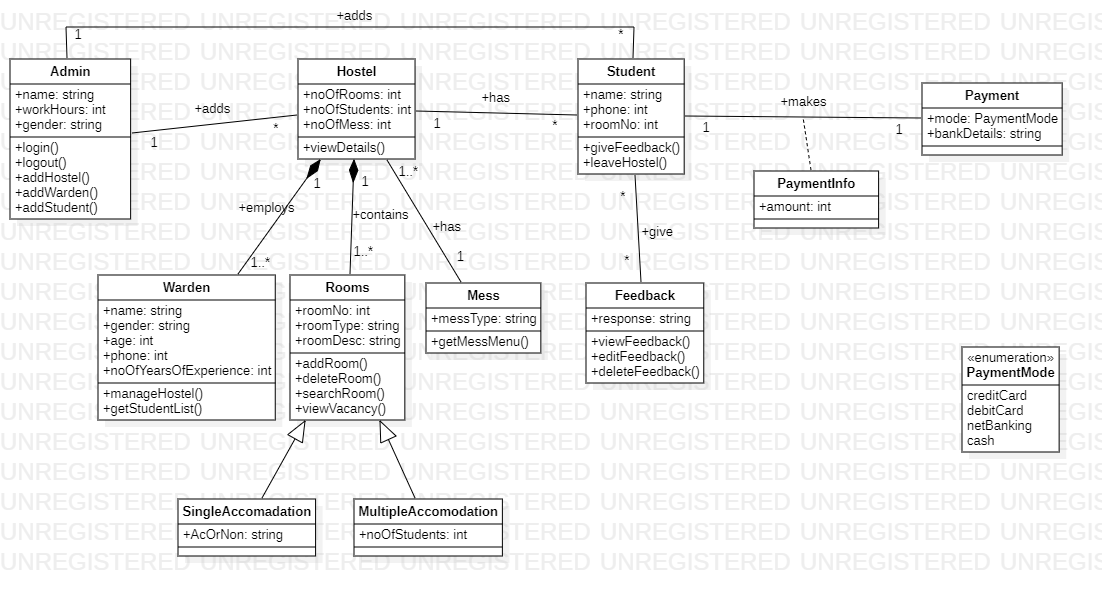 +adds
1
*
Admin
+name: string
+workHours: int
+gender: string
+login()
+logout()
+addHostel()
+addWarden()
+addStudent()
+adds
1
*
Hostel
+noOfRooms: int
+noOfStudents: int
+noOfMess: int
+viewDetails()
+has
1
*
Student
+name: string
+phone: int
+roomNo: int
+giveFeedback()
+leaveHostel()
+makes
1
1
Payment
+mode: PaymentMode
+bankDetails: string
PaymentInfo
+amount: int
1
+employs
1..*
1
+contains
1..*
1..*
+has
1
*
+give
*
Warden
+name: string
+gender: string
+age: int
+phone: int
+noOfYearsOfExperience: int
+manageHostel()
+getStudentList()
Rooms
+roomNo: int
+roomType: string
+roomDesc: string
+addRoom()
+deleteRoom()
+searchRoom()
+viewVacancy()
Mess
+messType: string
+getMessMenu()
Feedback
+response: string
+viewFeedback()
+editFeedback()
+deleteFeedback()
«enumeration»
PaymentMode
creditCard
debitCard
netBanking
cash
SingleAccomadation
+AcOrNon: string
MultipleAccomodation
+noOfStudents: int
UNREGISTERED